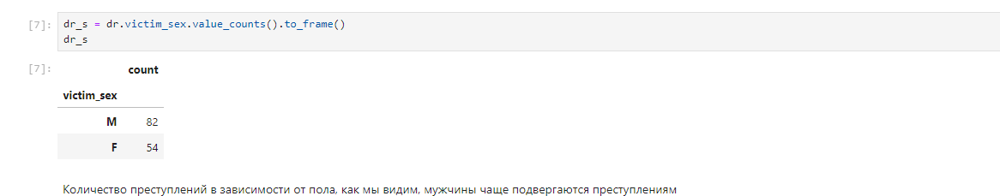 [7]: dr_s = dr.victim_sex.value_counts().to_frame()
dr_s
[7]:
count
victim_sex
M 82
F 54
Количество преступлений в зависимости от пола, как мы видим, мужчины чаще подвергаются преступлениям